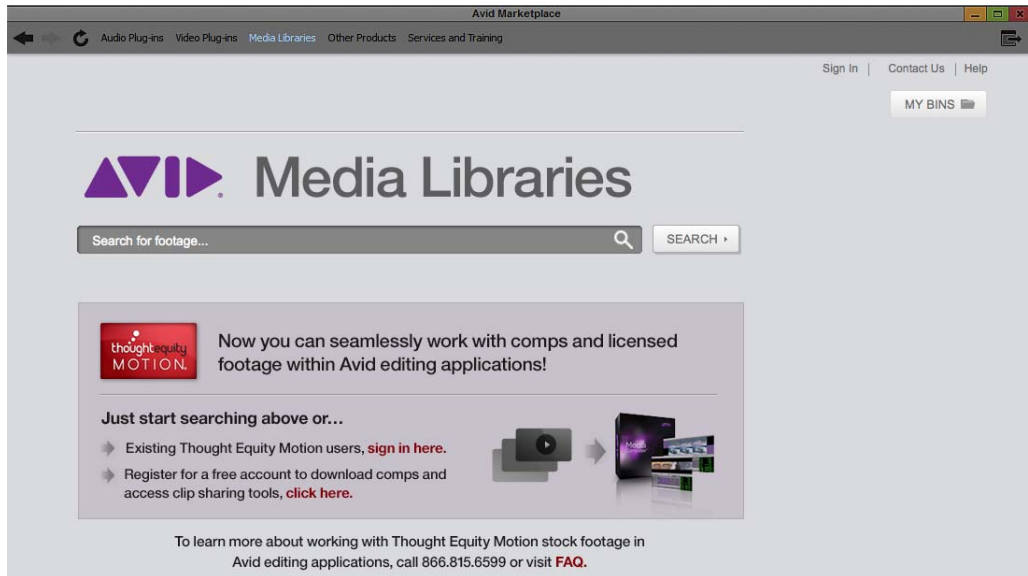 Avid Marketplace
Audio Plug-ins Video Plug-ins Media Libraries Other Products Services and Training
Sign In | Contact Us | Help
MY BINS
AVID. Media Libraries
Search for footage...
SEARCH
thoughtequity
MOTION.
Now you can seamlessly work with comps and licensed
footage within Avid editing applications!
Just start searching above or…
Existing Thought Equity Motion users, sign in here.
Register for a free account to download comps and
access clip sharing tools, click here.
Media
Composer
To learn more about working with Thought Equity Motion stock footage in
Avid editing applications, call 866.815.6599 or visit FAQ.